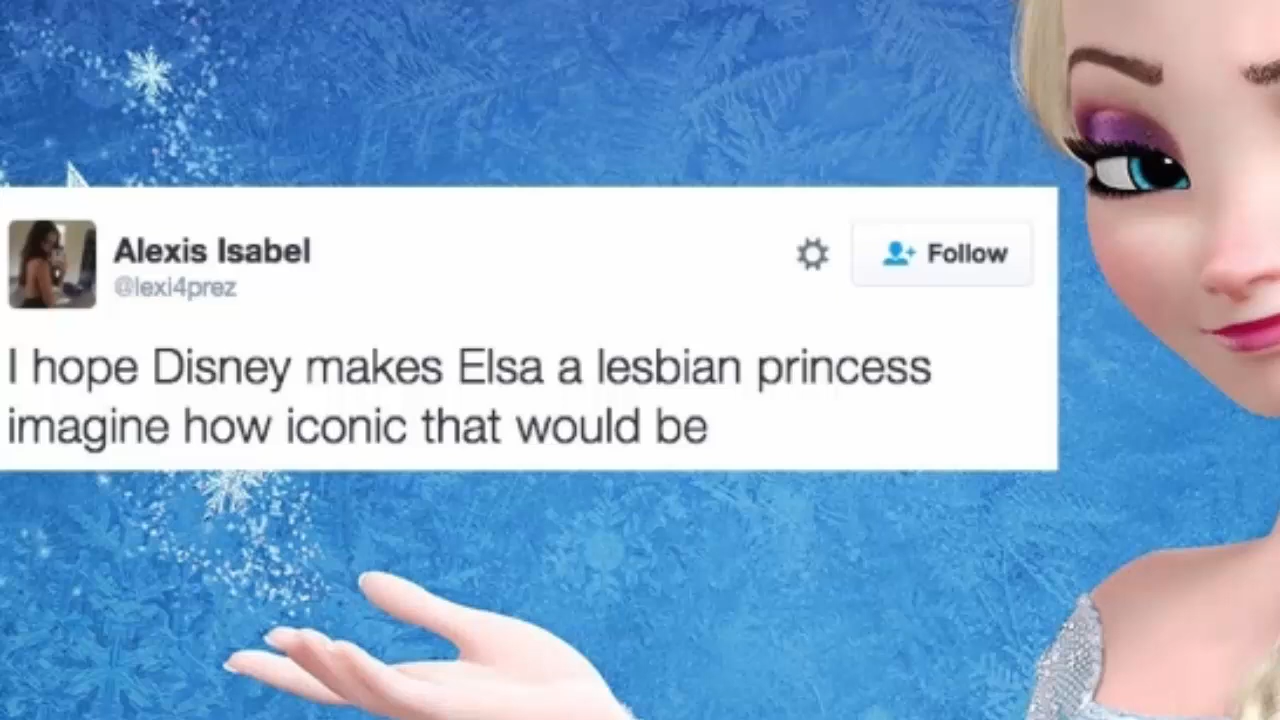 Alexis Isabel
Follow
@lexi4prez
I hope Disney makes Elsa a lesbian princess
imagine how iconic that would be